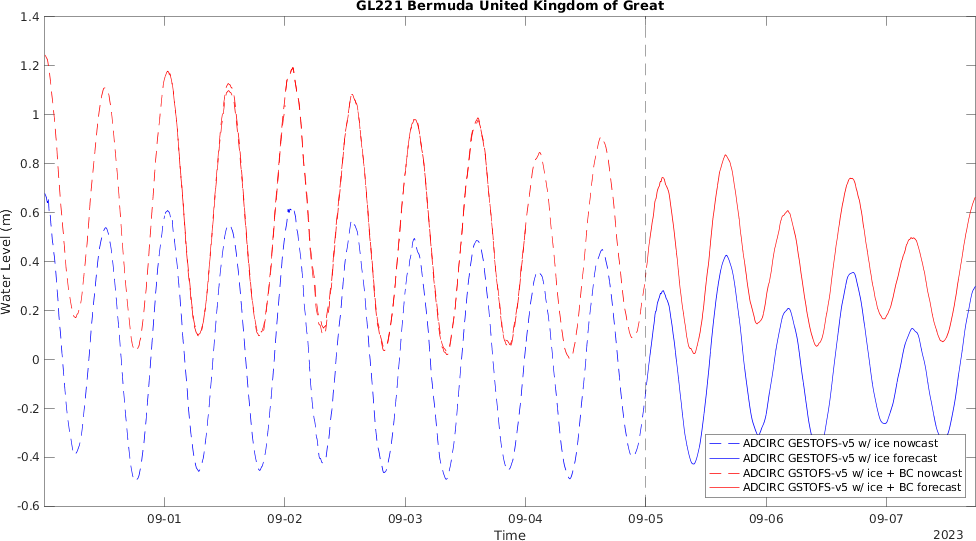 GL221 Bermuda United Kingdom of Great
1.4
1.2
1
0.8
0.6
0.4
0.2
0
-0.2
-0.4
-0.6
Water Level (m)
ADCIRC GESTOFS-v5 w/ ice nowcast
ADCIRC GESTOFS-v5 w/ ice forecast
ADCIRC GSTOFS-v5 w/ ice + BC nowcast
ADCIRC GSTOFS-v5 w/ ice + BC forecast
09-01 09-02 09-03 09-04 09-05 09-06 09-07
Time
2023